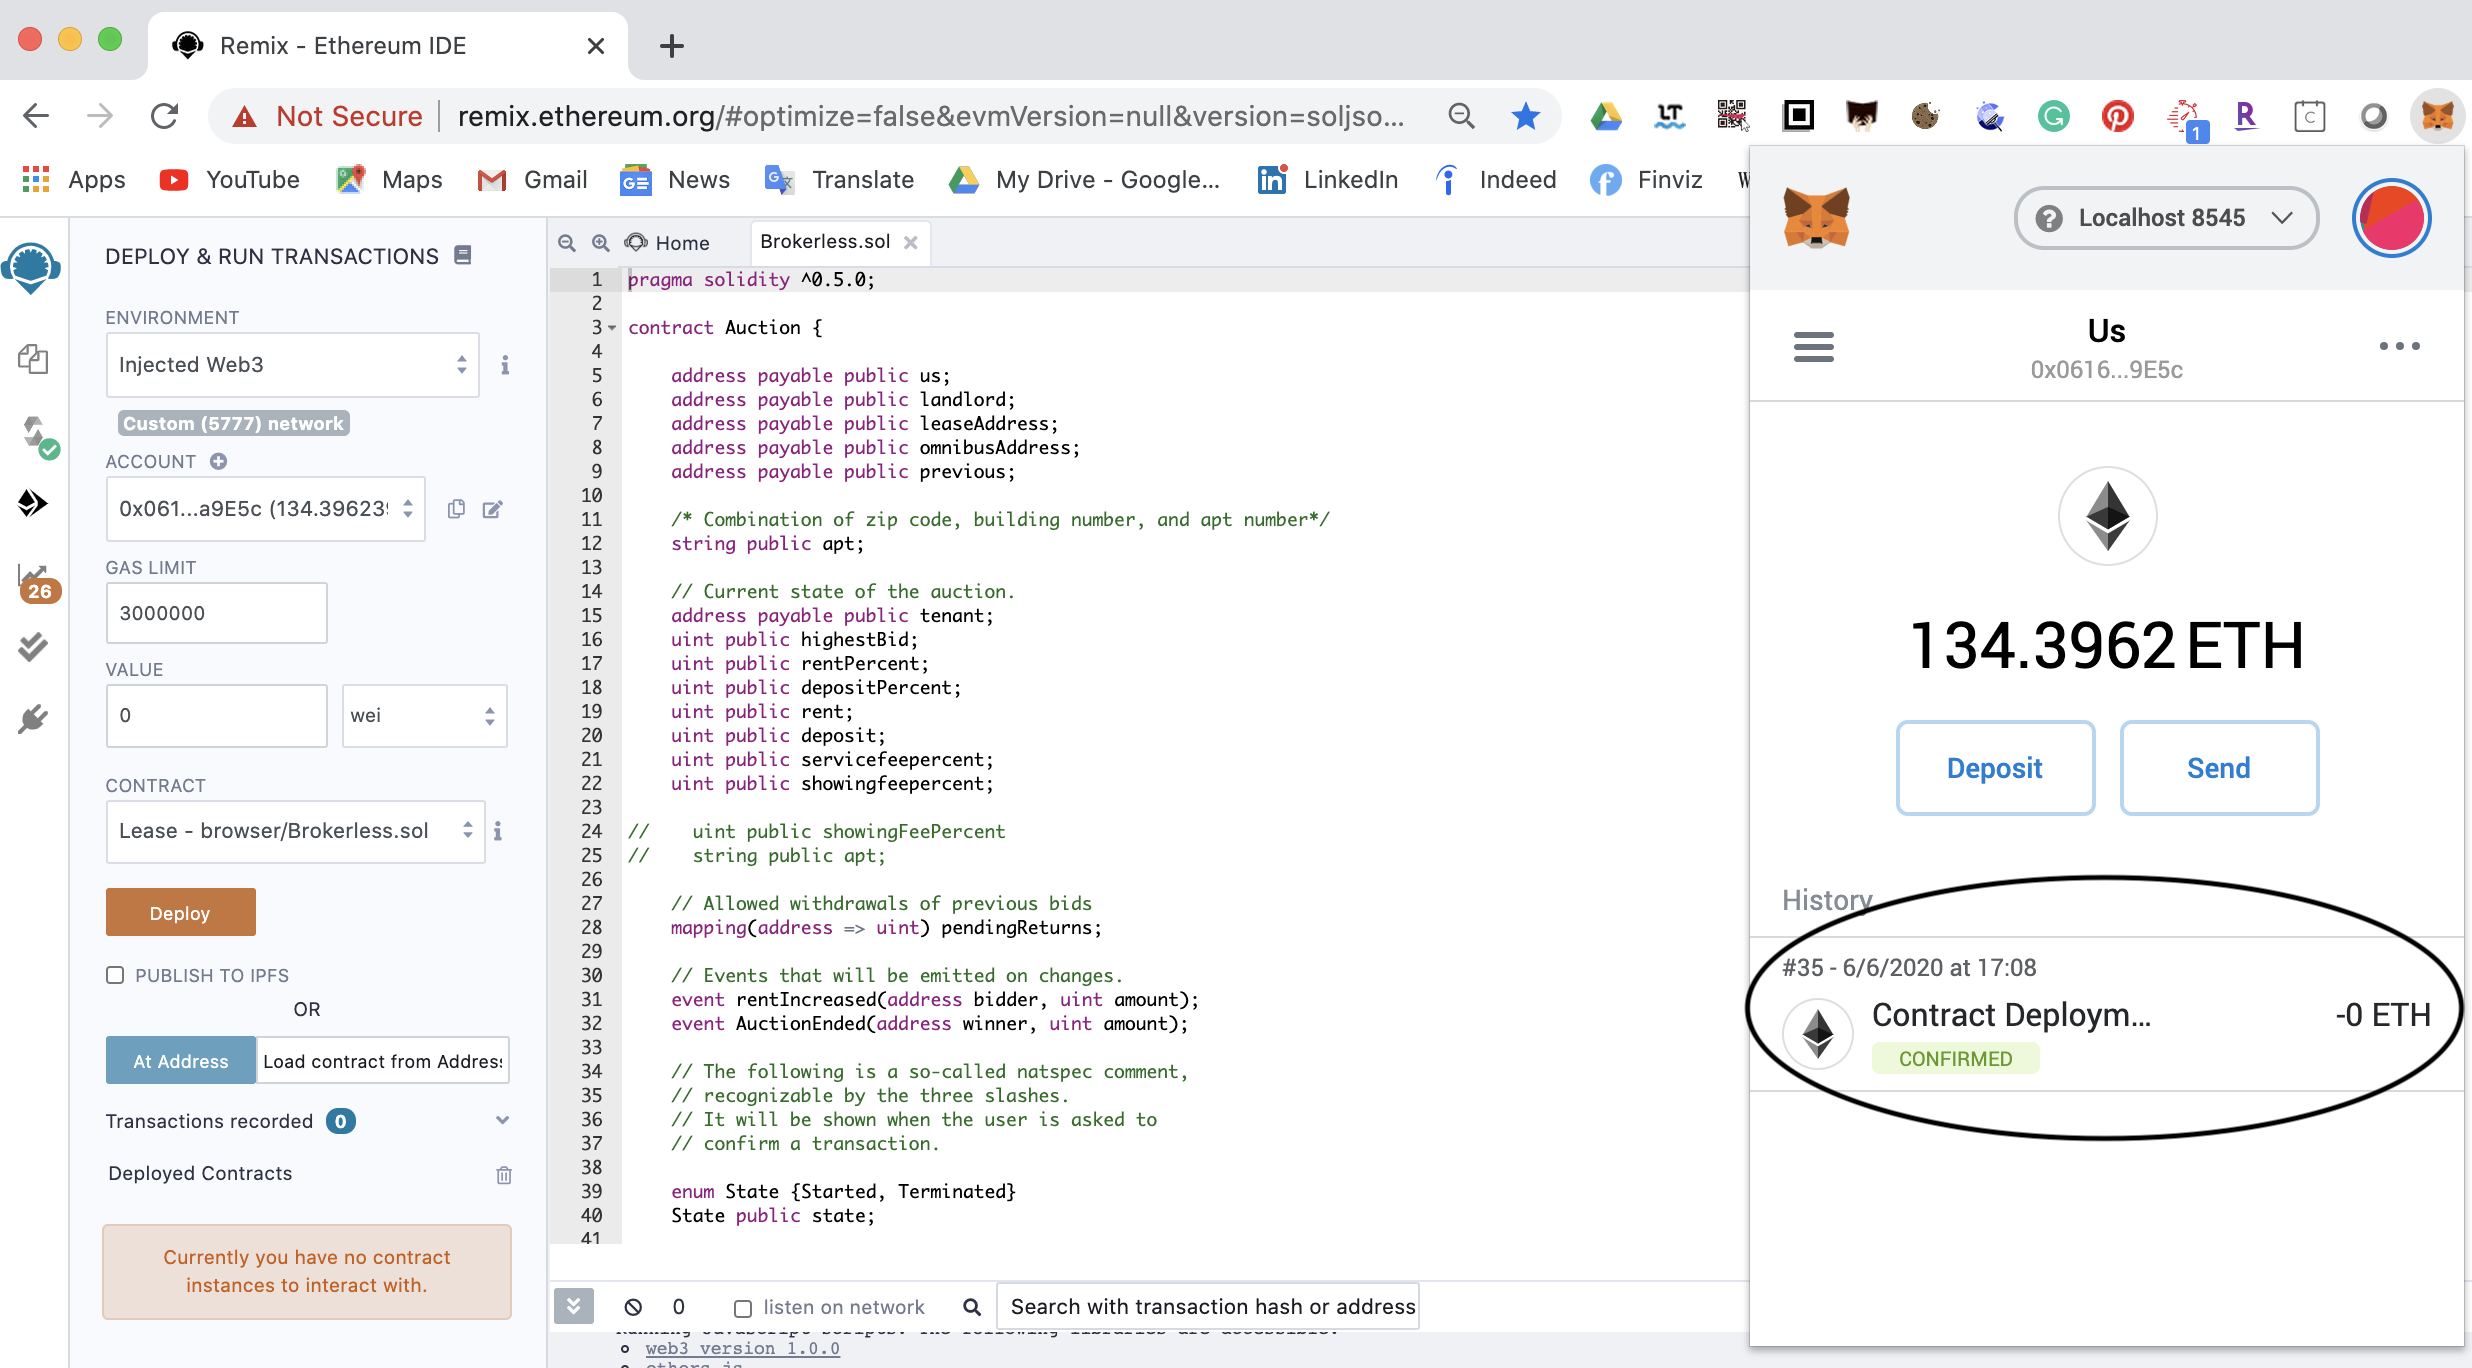 Remix - Ethereum IDE
Not Secure remix.ethereum.org/#optimize=false&evmVersion=null&version=soljso...
LT
G
1
R
C
Apps YouTube Maps Gmail News Translate My Drive - Google... LinkedIn Indeed Finviz W
DEPLOY & RUN TRANSACTIONS
ENVIRONMENT
Injected Web3
Custom (5777) network
ACCOUNT
0x061...a9E5c (134.39623
GAS LIMIT
3000000
26
VALUE
0 wei
CONTRACT
Lease - browser/Brokerless.sol
Deploy
PUBLISH TO IPFS
OR
At Address Load contract from Address
Transactions recorded 0
Deployed Contracts
Currently you have no contract
instances to interact with.
Home Brokerless.sol
1 pragma solidity ^0.5.0;
2
3 contract Auction {
4
5 address payable public us;
6 address payable public landlord;
7 address payable public leaseAddress;
8 address payable public omnibusAddress;
9 address payable public previous;
10
11 /* Combination of zip code, building number, and apt number*/
12 string public apt;
13
14 // Current state of the auction.
15 address payable public tenant;
16 uint public highestBid;
17 uint public rentPercent;
18 uint public depositPercent;
19 uint public rent;
20 uint public deposit;
21 uint public servicefeepercent;
22 uint public showingfeepercent;
23
24 // uint public showingFeePercent
25 // string public apt;
26
27 // Allowed withdrawals of previous bids
28 mapping(address => uint) pendingReturns;
29
30 // Events that will be emitted on changes.
31 event rentIncreased(address bidder, uint amount);
32 event AuctionEnded(address winner, uint amount);
33
34 // The following is a so-called natspec comment,
35 // recognizable by the three slashes.
36 // It will be shown when the user is asked to
37 // confirm a transaction.
38
39 enum State {Started, Terminated}
40 State public state;
41
0 listen on network Search with transaction hash or address
Running JavaScript Scripts. The following libraries are accessible:
web3 version 1.0.0
ethers.js
Localhost 8545
Us
0x0616...9E5c
134.3962 ETH
Deposit Send
History
#35 - 6/6/2020 at 17:08
Contract Deploym... -0 ETH
CONFIRMED